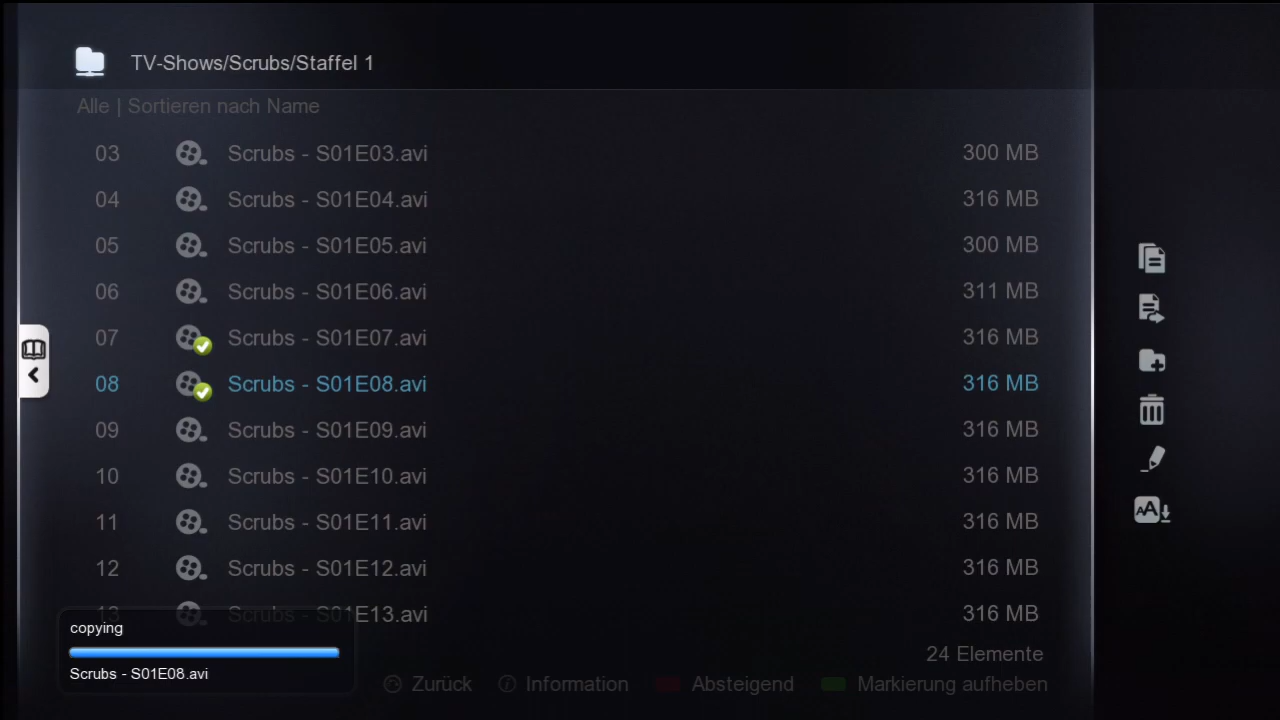 TV-Shows/Scrubs/Staffel 1
Alle | Sortieren nach Name
03 Scrubs - S01E03.avi 300 MB
04 Scrubs - S01E04.avi 316 MB
05 Scrubs - S01E05.avi 300 MB
06 Scrubs - S01E06.avi 311 MB
07 Scrubs - S01E07.avi 316 MB
08 Scrubs - S01E08.avi 316 MB
09 Scrubs - S01E09.avi 316 MB
10 Scrubs - S01E10.avi 316 MB
11 Scrubs - S01E11.avi 316 MB
12 Scrubs - S01E12.avi 316 MB
13 Scrubs - S01E13.avi 316 MB
copying
Scrubs - S01E08.avi
24 Elemente
Zurück Information Absteigend Markierung aufheben
AA